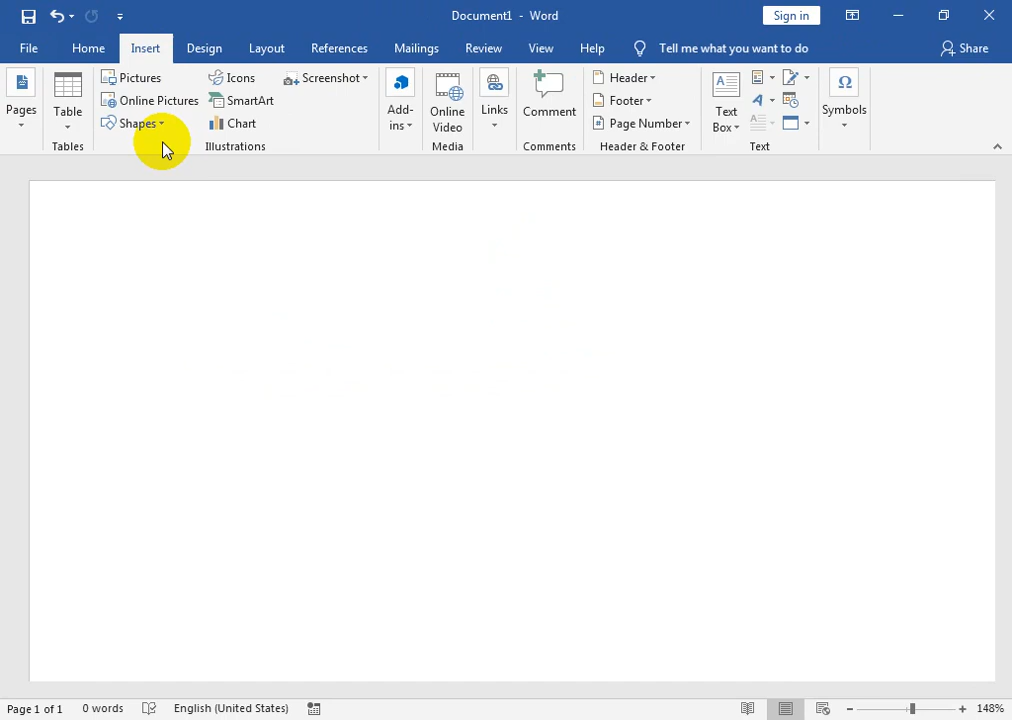 Document1 - Word
Sign in
File Home Insert Design Layout References Mailings Review View Help Tell me what you want to do Share
Pages
Table
Tables
Pictures
Online Pictures
Shapes
Icons
SmartArt
Chart
Screenshot
Illustrations
Add-
ins
Online
Video
Media
Links
Comment
Comments
Header
Footer
Page Number
Header & Footer
Text
Box
Text
Ω
Symbols
Page 1 of 1 0 words English (United States) 148%